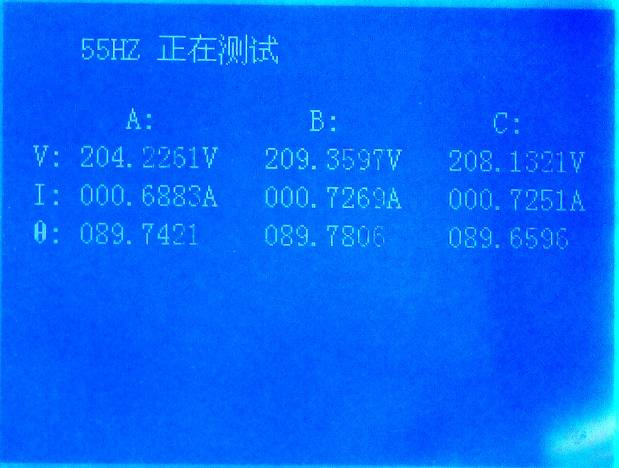 55HZ 正在测试
A: B: C:
V: 204.2261V 209.3597V 208.1321V
I: 000.6883A 000.7269A 000.7251A
θ: 089.7421 089.7806 089.6596